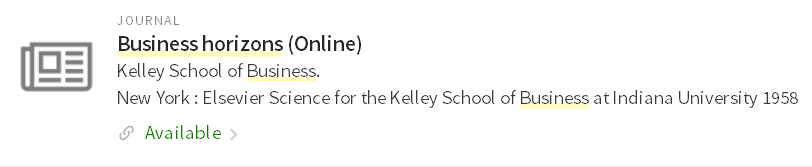 JOURNAL
Business horizons (Online)
Kelley School of Business.
New York : Elsevier Science for the Kelley School of Business at Indiana University 1958
Available